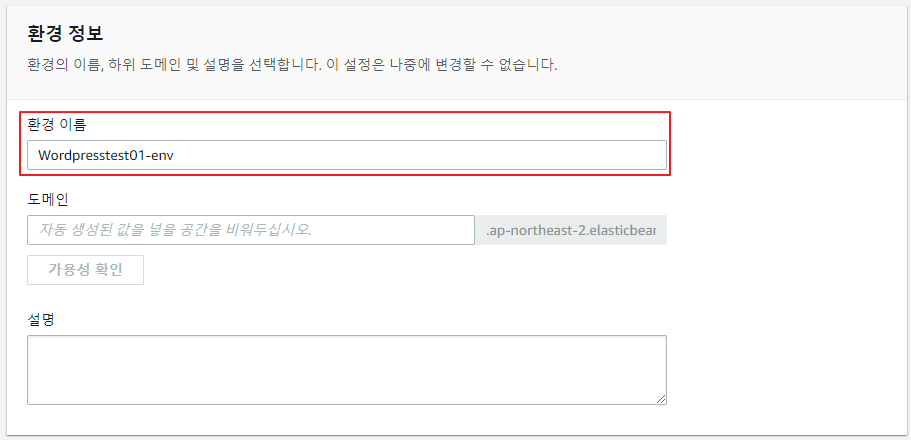 환경 정보
환경의 이름, 하위 도메인 및 설명을 선택합니다. 이 설정은 나중에 변경할 수 없습니다.
환경 이름
Wordpresstest01-env
도메인
자동 생성된 값을 넣을 공간을 비워두십시오. .ap-northeast-2.elasticbear
가용성 확인
설명